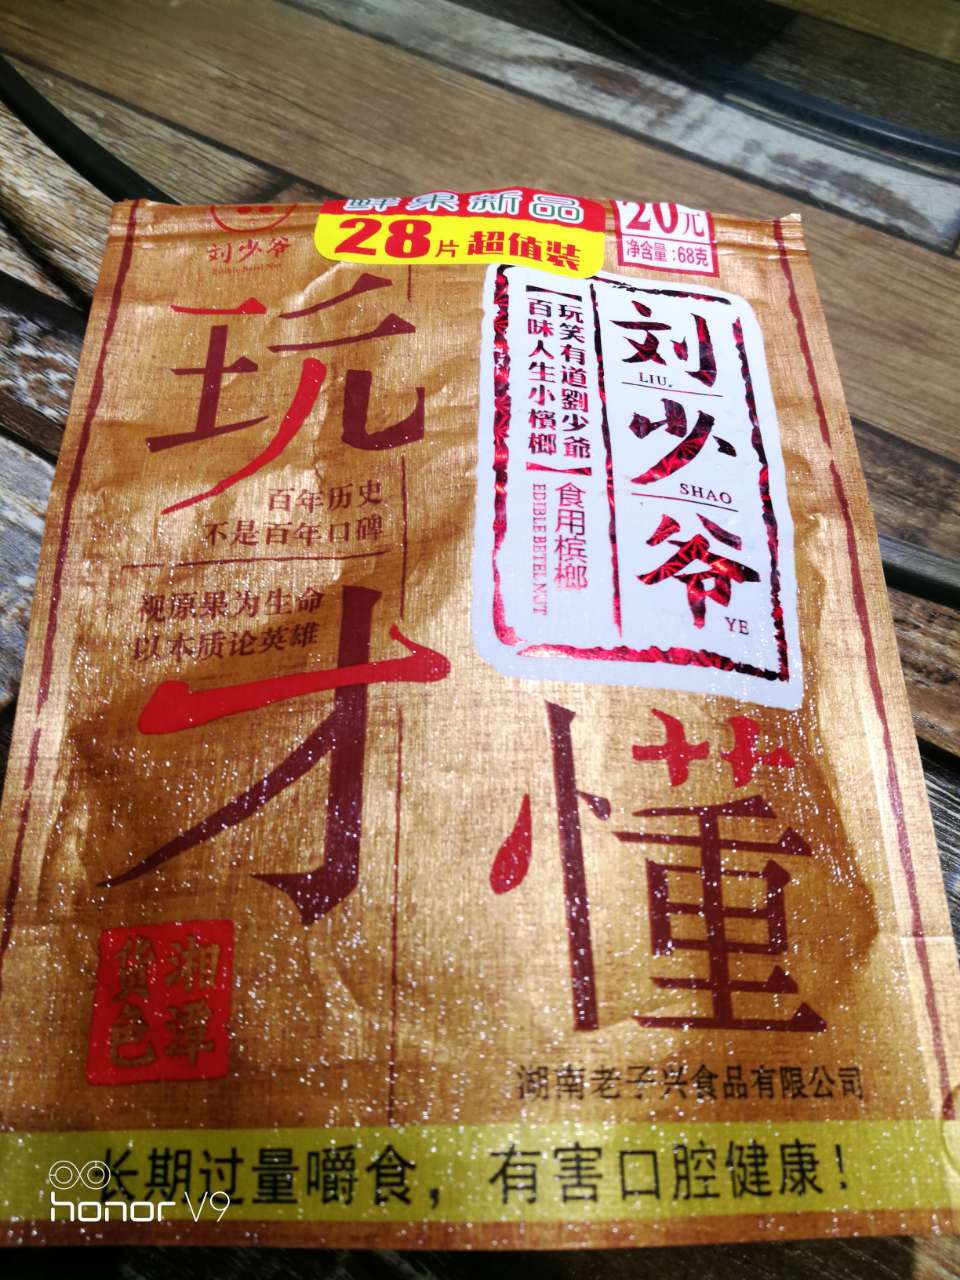 鲜果新品
28片超值装
20元
净含量:68克
刘少爷
玩
百年历史
不是百年口碑
视原果为生命
以本质论英雄
才
懂
刘
LIU
少
SHAO
爷
YE
【玩笑有道劉少爺
百味人生小檳榔】
食用槟榔
EDIBLE BETEL NUT
湘潭
货色
湖南老子兴食品有限公司
长期过量嚼食，有害口腔健康！
honor V9